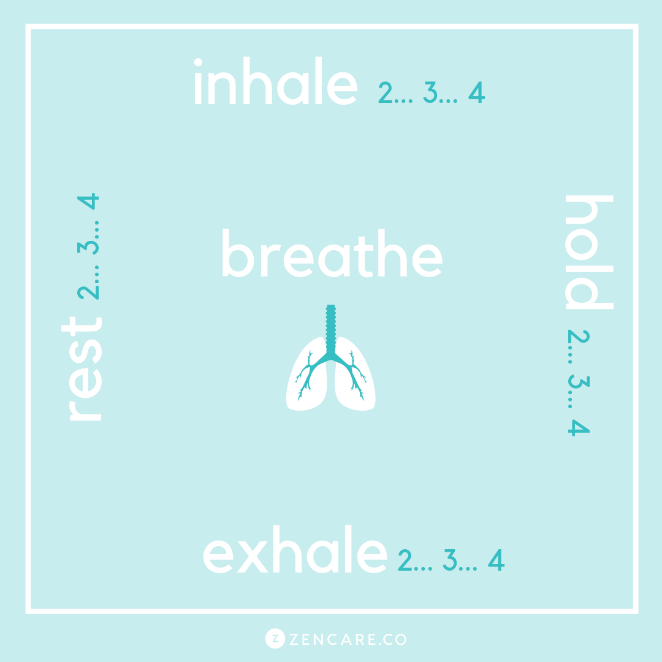 inhale 2... 3... 4
hold 2... 3... 4
breathe
rest 2... 3... 4
exhale 2... 3... 4
Z ZENCARE.CO